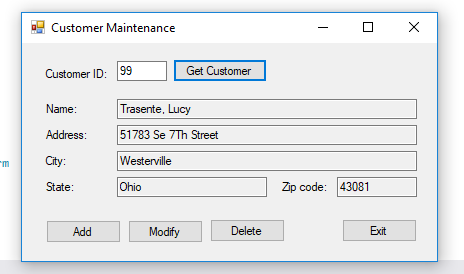 Customer Maintenance
Customer ID: 99 Get Customer
Name: Trasente, Lucy
Address: 51783 Se 7Th Street
rm
City: Westerville
State: Ohio Zip code: 43081
Add Modify Delete Exit